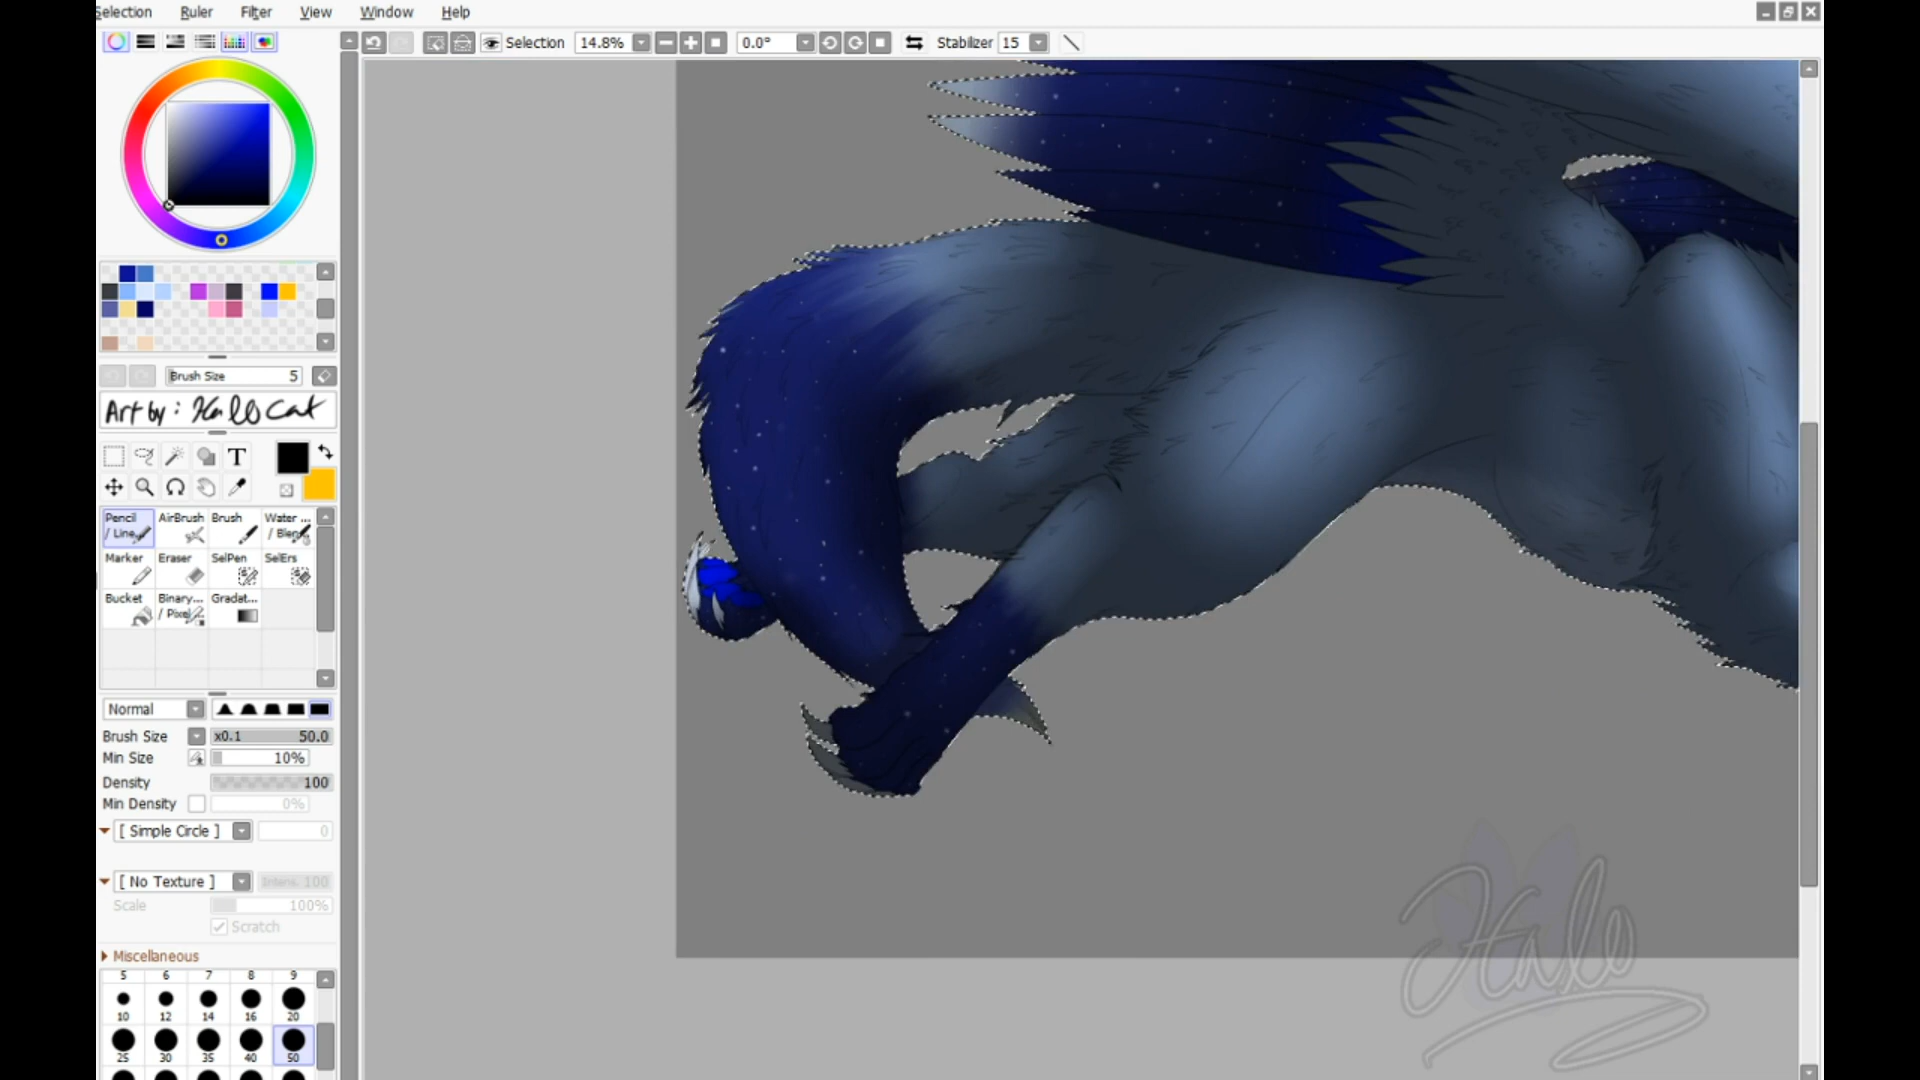 Selection Ruler Filter View Window Help
Selection 14.8% 0.0° Stabilizer 15
Brush Size 5
Art by: Halo Cat
T
Pencil AirBrush Brush Water ...
/ Line / Blen
Marker Eraser SelPen SelErs
Bucket Binary... Gradat...
/ Pixel
Normal
Brush Size x0.1 50.0
Min Size 10%
Density 100
Min Density 0%
[ Simple Circle ] 0
[ No Texture ] Intens. 100
Scale 100%
Scratch
Miscellaneous
5 6 7 8 9
10 12 14 16 20
25 30 35 40 50
Halo